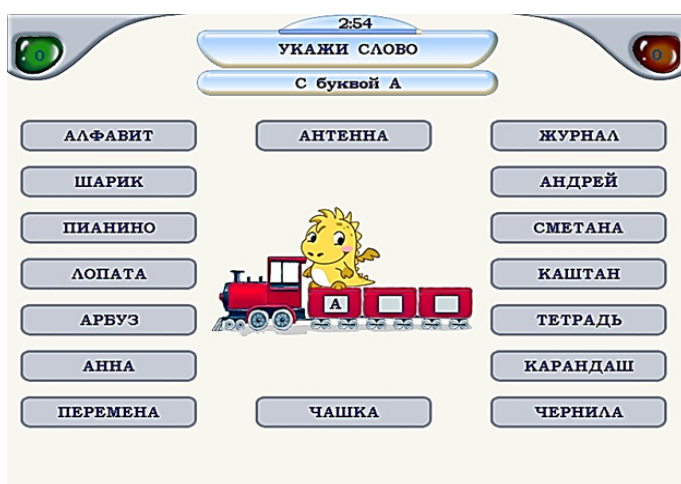 2:54
0 УКАЖИ СЛОВО 0
С буквой А
АЛФАВИТ АНТЕННА ЖУРНАЛ
ШАРИК АНДРЕЙ
ПИАНИНО СМЕТАНА
ЛОПАТА КАШТАН
А
АРБУЗ ТЕТРАДЬ
АННА КАРАНДАШ
ПЕРЕМЕНА ЧАШКА ЧЕРНИЛА